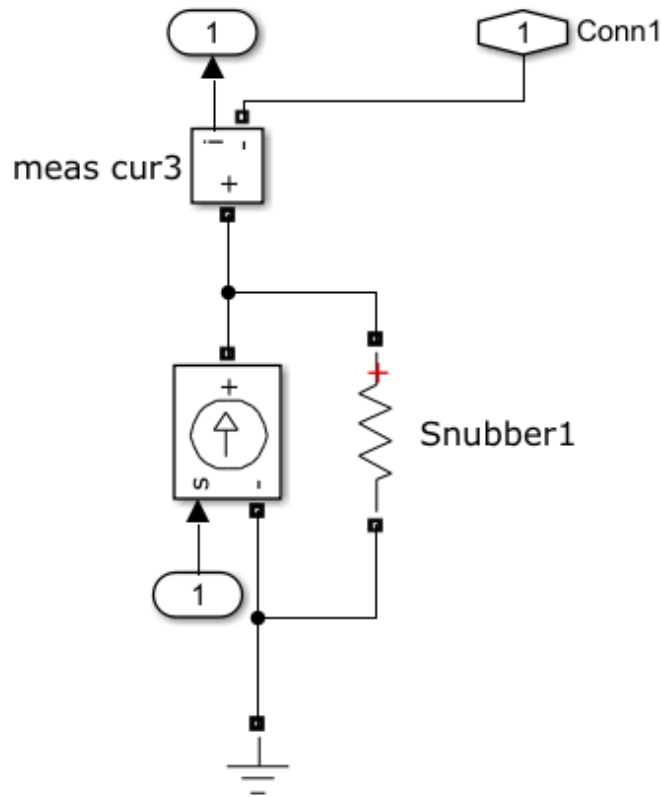 1
1 Conn1
i -
meas cur3
+
+
+
Snubber1
s -
1